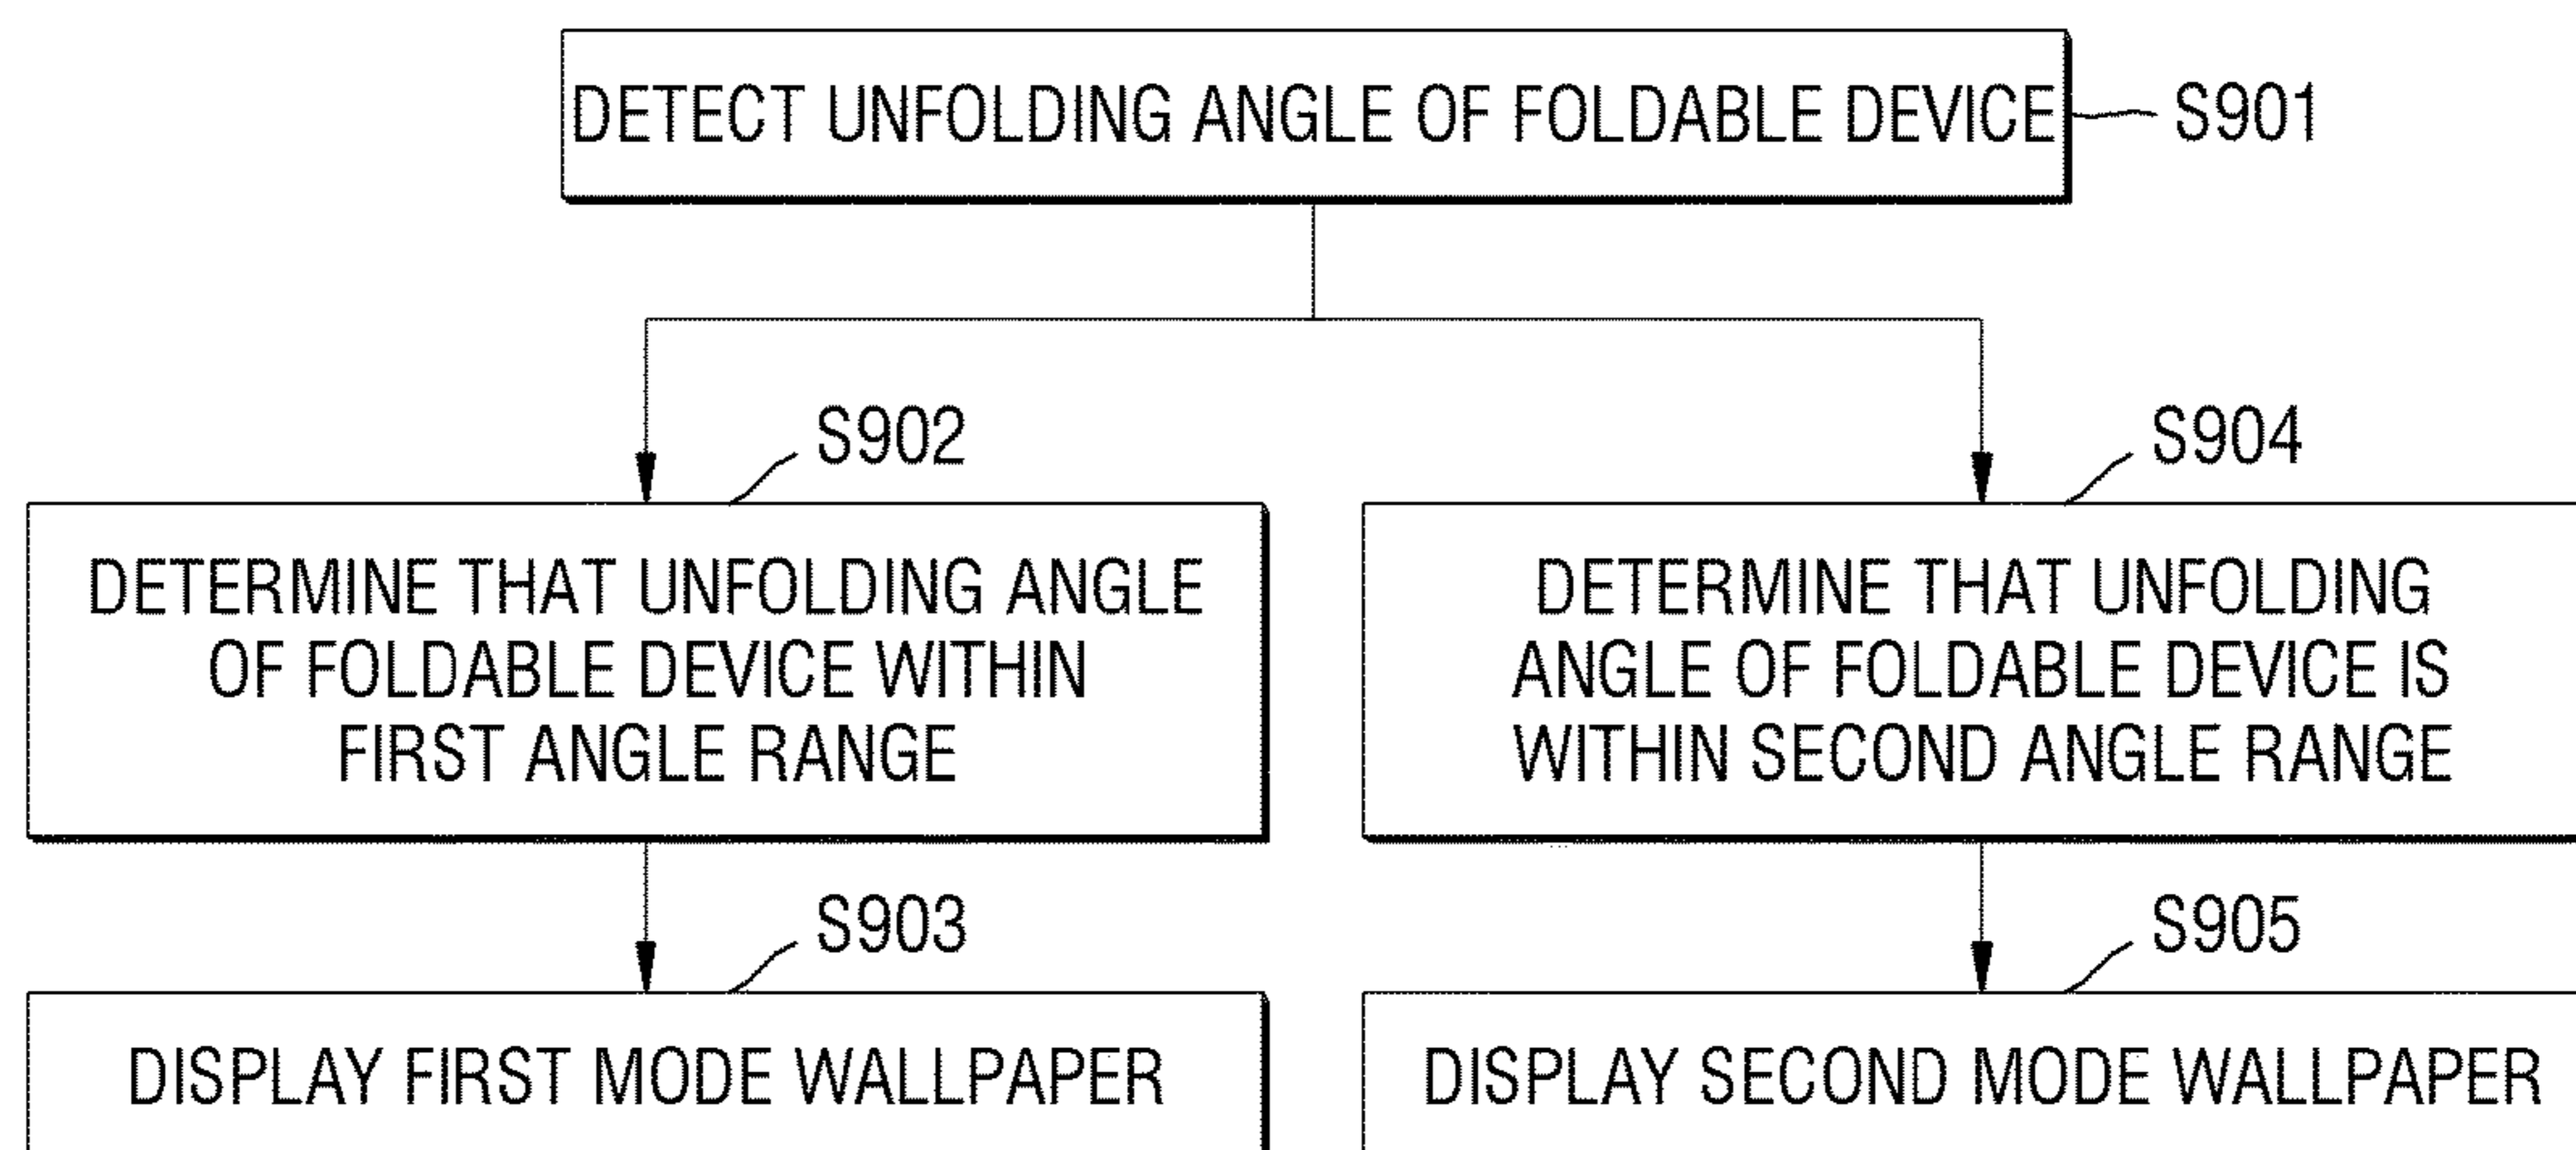 DETECT UNFOLDING ANGLE OF FOLDABLE DEVICE
S901
S902
DETERMINE THAT UNFOLDING ANGLE
OF FOLDABLE DEVICE WITHIN
FIRST ANGLE RANGE
S903
DISPLAY FIRST MODE WALLPAPER
S904
DETERMINE THAT UNFOLDING
ANGLE OF FOLDABLE DEVICE IS
WITHIN SECOND ANGLE RANGE
S905
DISPLAY SECOND MODE WALLPAPER